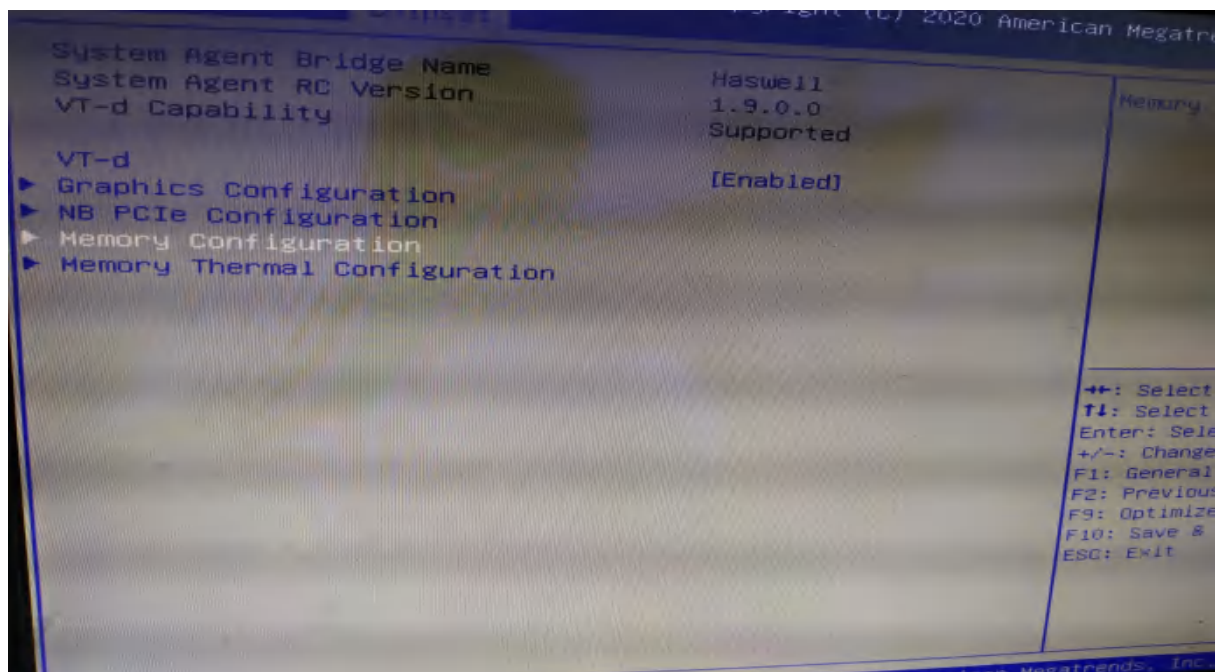 Chipset
(C) 2020 American
System Agent Bridge Name Haswell
System Agent RC Version 1.9.0.0
VT-d Capability Supported
VT-d [Enabled]
► Graphics Configuration
► NB PCIe Configuration
► Memory Configuration
► Memory Thermal Configuration
Memory
→←: Select
↑↓: Select
Enter: Sele
+/-: Change
F1: General
F2: Previous
F9: Optimize
F10: Save &
ESC: Exit
Megatrends, Inc.